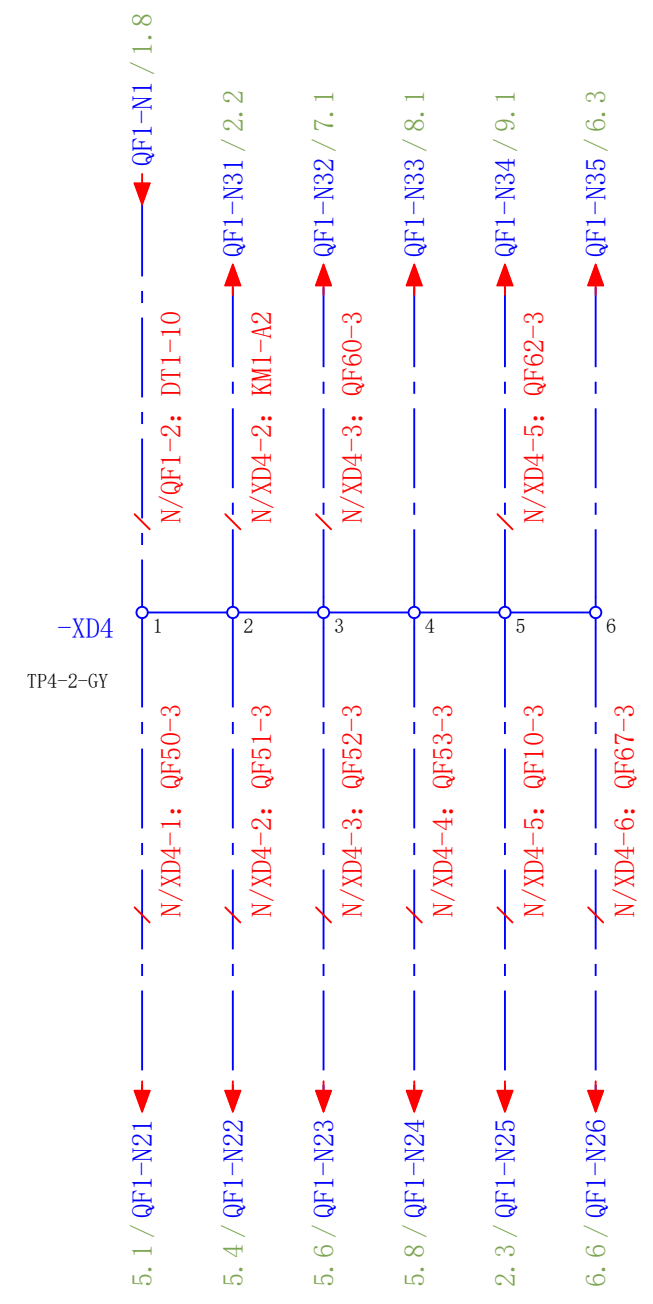 QF1-N1/1.8
QF1-N31/2.2
QF1-N32/7.1
QF1-N33/8.1
QF1-N34/9.1
QF1-N35/6.3
N/QF1-2: DT1-10
N/XD4-2: KM1-A2
N/XD4-3: QF60-3
N/XD4-5: QF62-3
-XD4
1
2
3
4
5
6
TP4-2-GY
N/XD4-1: QF50-3
N/XD4-2: QF51-3
N/XD4-3: QF52-3
N/XD4-4: QF53-3
N/XD4-5: QF10-3
N/XD4-6: QF67-3
5.1/QF1-N21
5.4/QF1-N22
5.6/QF1-N23
5.8/QF1-N24
2.3/QF1-N25
6.6/QF1-N26